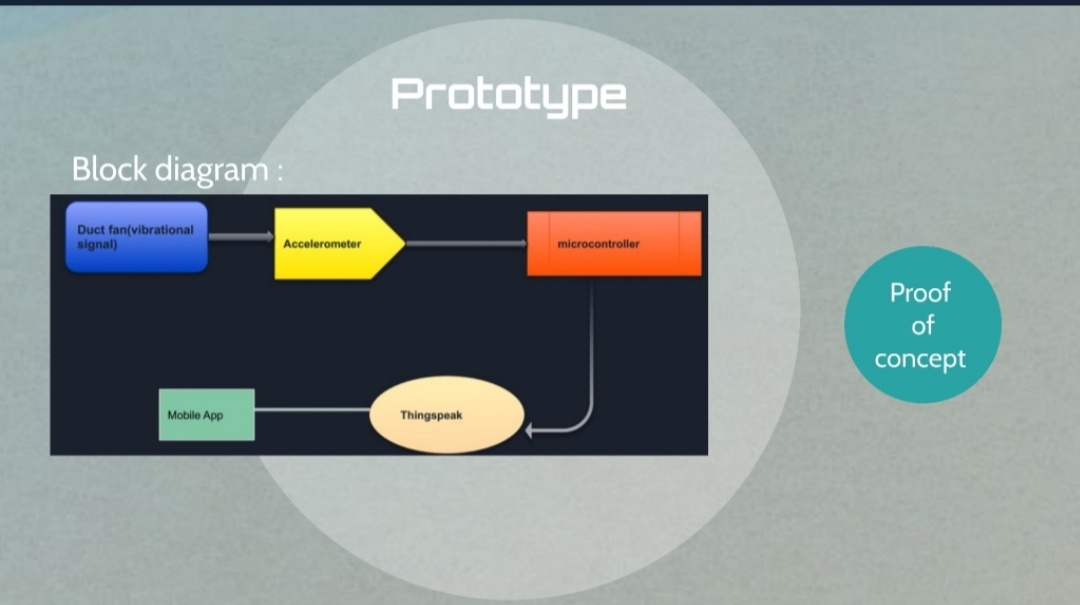 Prototype
Block diagram :
Duct fan(vibrational
signal)
Accelerometer
microcontroller
Mobile App
Thingspeak
Proof
of
concept